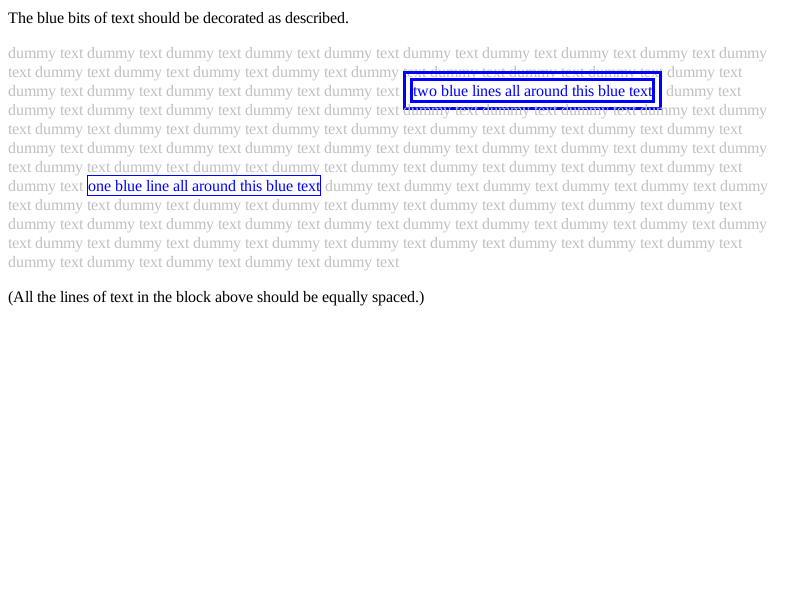 The blue bits of text should be decorated as described.
dummy text dummy text dummy text dummy text dummy text dummy text dummy text dummy text dummy text dummy
text dummy text dummy text dummy text dummy text dummy text dummy text dummy text dummy text dummy text
dummy text dummy text dummy text dummy text dummy text two blue lines all around this blue text dummy text
dummy text dummy text dummy text dummy text dummy text dummy text dummy text dummy text dummy text dummy
text dummy text dummy text dummy text dummy text dummy text dummy text dummy text dummy text dummy text
dummy text dummy text dummy text dummy text dummy text dummy text dummy text dummy text dummy text dummy
text dummy text dummy text dummy text dummy text dummy text dummy text dummy text dummy text dummy text
dummy text one blue line all around this blue text dummy text dummy text dummy text dummy text dummy text dummy
text dummy text dummy text dummy text dummy text dummy text dummy text dummy text dummy text dummy text
dummy text dummy text dummy text dummy text dummy text dummy text dummy text dummy text dummy text dummy
text dummy text dummy text dummy text dummy text dummy text dummy text dummy text dummy text dummy text
dummy text dummy text dummy text dummy text dummy text
(All the lines of text in the block above should be equally spaced.)